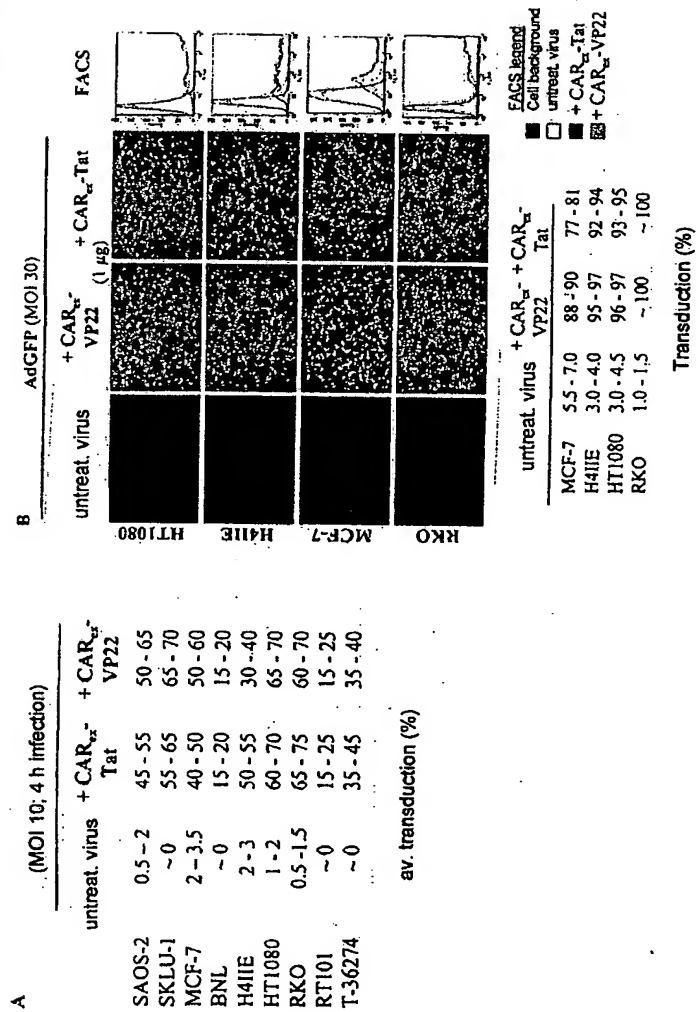 A
(MOI 10; 4 h infection)
untreat. virus + CARex- Tat + CARex- VP22
SAOS-2 0.5 – 2 45 - 55 50 - 65
SKLU-1 ~ 0 55 - 65 65 - 70
MCF-7 2 – 3.5 40 - 50 50 - 60
BNL ~ 0 15 - 20 15 - 20
H4IIE 2 - 3 50 - 55 30 - 40
HT1080 1 - 2 60 - 70 65 - 70
RKO 0.5 -1.5 65 - 75 60 - 70
RT101 ~ 0 15 - 25 15 - 25
T-36274 ~ 0 35 - 45 35 - 40
av. transduction (%)
B
AdGFP (MOI 30)
untreat. virus + CARex- VP22 + CARex-Tat FACS
(1 µg)
HT1080
H4IIE
MCF-7
RKO
FACS legend
Cell background
untreat. virus
+ CARex-Tat
+ CARex-VP22
untreat. virus + CARex- VP22 + CARex- Tat
MCF-7 5.5 - 7.0 88 - 90 77 - 81
H4IIE 3.0 - 4.0 95 - 97 92 - 94
HT1080 3.0 - 4.5 96 - 97 93 - 95
RKO 1.0 - 1.5 ~100 ~100
Transduction (%)